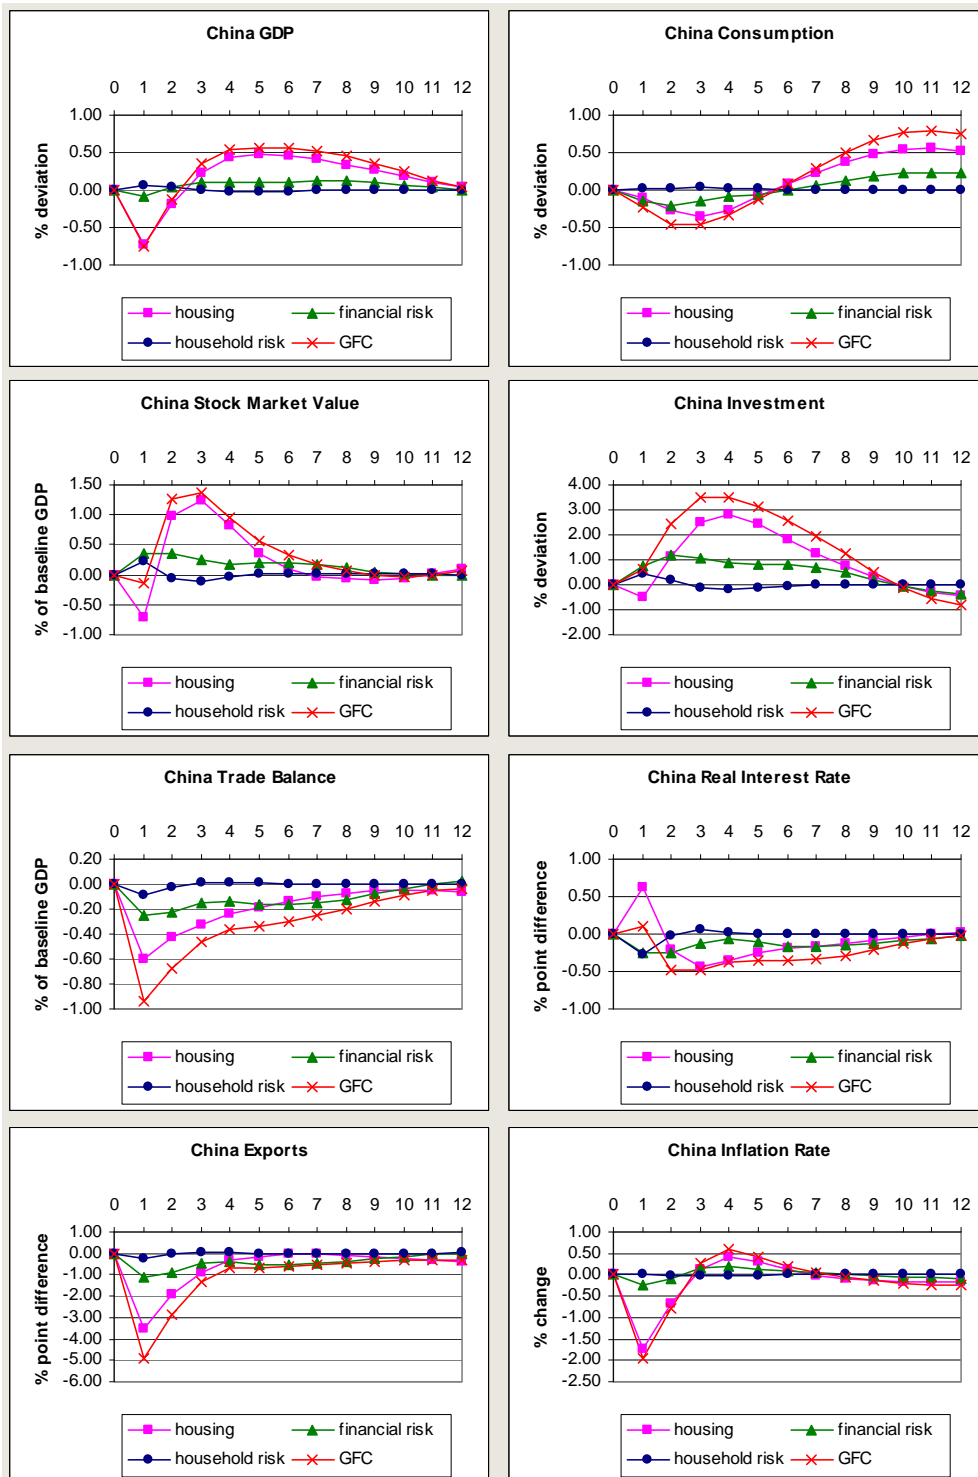 China GDP
0 1 2 3 4 5 6 7 8 9 10 11 12
1.00
0.50
0.00
-0.50
-1.00
% deviation
housing financial risk
household risk GFC
China Consumption
0 1 2 3 4 5 6 7 8 9 10 11 12
1.00
0.50
0.00
-0.50
-1.00
% deviation
housing financial risk
household risk GFC
China Stock Market Value
0 1 2 3 4 5 6 7 8 9 10 11 12
1.50
1.00
0.50
0.00
-0.50
-1.00
% of baseline GDP
housing financial risk
household risk GFC
China Investment
0 1 2 3 4 5 6 7 8 9 10 11 12
4.00
3.00
2.00
1.00
0.00
-1.00
-2.00
% deviation
housing financial risk
household risk GFC
China Trade Balance
0 1 2 3 4 5 6 7 8 9 10 11 12
0.20
0.00
-0.20
-0.40
-0.60
-0.80
-1.00
% of baseline GDP
housing financial risk
household risk GFC
China Real Interest Rate
0 1 2 3 4 5 6 7 8 9 10 11 12
1.00
0.50
0.00
-0.50
-1.00
% point difference
housing financial risk
household risk GFC
China Exports
0 1 2 3 4 5 6 7 8 9 10 11 12
1.00
0.00
-1.00
-2.00
-3.00
-4.00
-5.00
-6.00
% point difference
housing financial risk
household risk GFC
China Inflation Rate
0 1 2 3 4 5 6 7 8 9 10 11 12
1.00
0.50
0.00
-0.50
-1.00
-1.50
-2.00
-2.50
% change
housing financial risk
household risk GFC